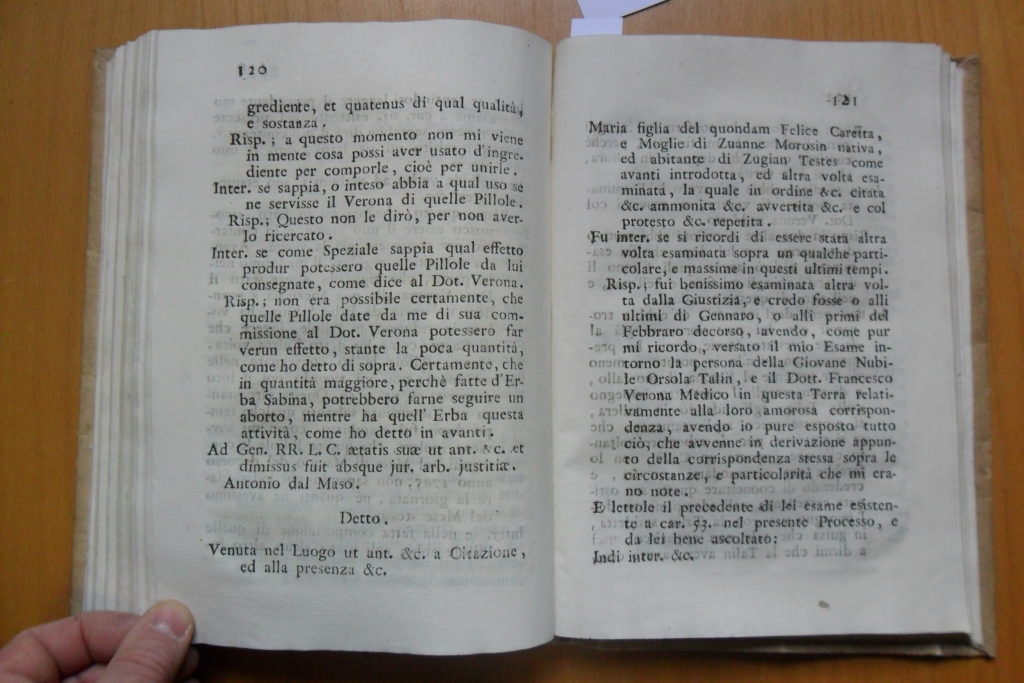 120
grediente, et quatenus di qual qualità,
e sostanza.
Risp.; a questo momento non mi viene
in mente cosa possi aver usato d'ingre.
diente per comporle, cioè per unirle.
Inter. se sappia, o inteso abbia a qual uso se
ne servisse il Verona di quelle Pillole.
Risp.; Questo non le dirò, per non aver-
lo ricercato.
Inter. se come Speziale sappia qual effetto
produr potessero quelle Pillole da lui
consegnate, come dice al Dot. Verona.
Risp.; non era possibile certamente, che
quelle Pillole date da me di sua com-
missione al Dot. Verona potessero far
verun effetto, stante la poca quantità,
come ho detto di sopra. Certamente, che
in quantità maggiore, perchè fatte d'Er-
ba Sabina, potrebbero farne seguire un
aborto, mentre ha quell' Erba questa
attività, come ho detto in avanti.
Ad Gen. RR. L. C. ætatis suæ ut ant. &c. et
dimissus fuit absque jur. arb. justitiæ.
Antonio dal Maso.
Detto.
Venuta nel Luogo ut ant. &c. a Citazione,
ed alla presenza &c.
121
Maria figlia del quondam Felice Caretta,
e Moglie di Zuanne Morosin nativa,
ed abitante di Zugian Testes come
avanti introdotta, ed altra volta esa-
minata, la quale in ordine &c. citata
&c. ammonita &c. avvertita &c. e col
protesto &c. repetita.
Fu inter. se si ricordi di essere stata altra
volta esaminata sopra un qualche parti-
colare, e massime in questi ultimi tempi.
Risp.; fui benissimo esaminata altra vol-
ta dalla Giustizia, e credo fosse o alli
ultimi di Gennaro, o alli primi del
Febbraro decorso, avendo, come pur
mi ricordo, versato il mio Esame in-
torno la persona della Giovane Nubi-
le Orsola Talin, e il Dott. Francesco
Verona Medico in questa Terra relati-
vamente alla loro amorosa corrispon-
denza, avendo io pure esposto tutto
ciò, che avvenne in derivazione appun-
to della corrispondenza stessa sopra le
circostanze, e particolarità che mi era-
no note.
E lettole il precedente di lei esame esisten-
te a car. 53. nel presente Processo, e
da lei bene ascoltato;
Indi inter. &c.